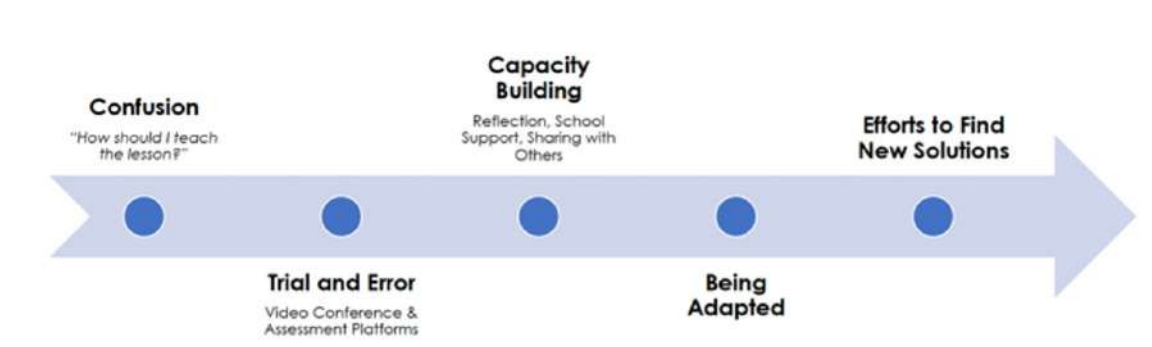 Confusion
"How should I teach
the lesson?"
Trial and Error
Video Conference &
Assessment Platforms
Capacity
Building
Reflection, School
Support, Sharing with
Others
Being
Adapted
Efforts to Find
New Solutions